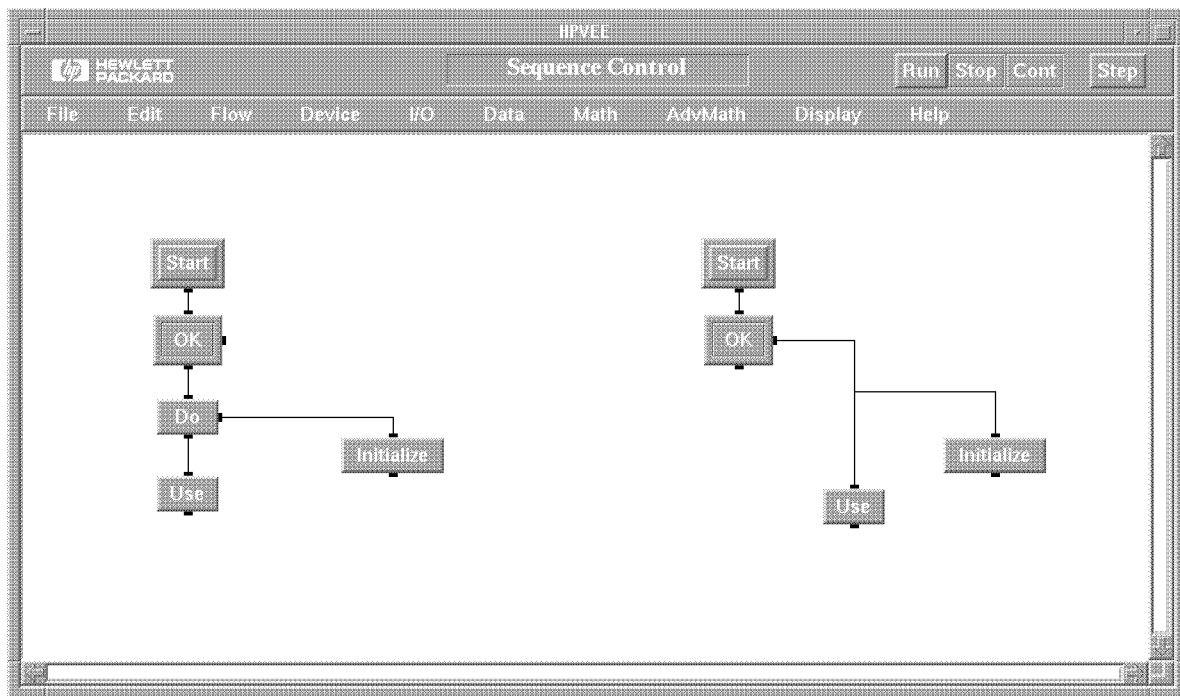 HPVEE
hp HEWLETT PACKARD Sequence Control Run Stop Cont Step
File Edit Flow Device I/O Data Math AdvMath Display Help
Start Start
OK OK
Do
Initialize Initialize
Use Use